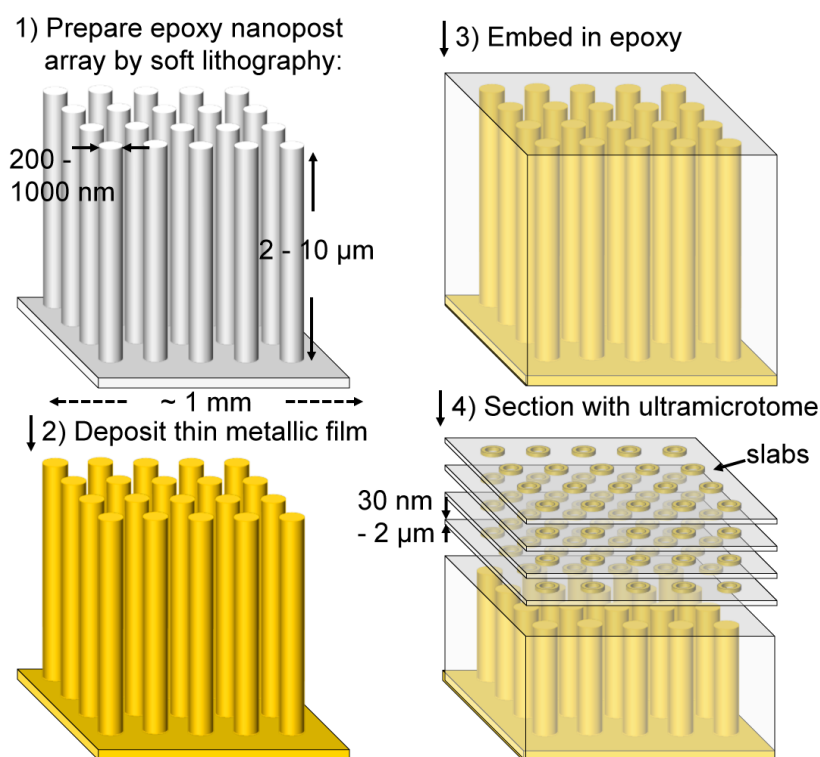 1) Prepare epoxy nanopost
array by soft lithography:
200 -
1000 nm
2 - 10 μm
~ 1 mm
2) Deposit thin metallic film
3) Embed in epoxy
4) Section with ultramicrotome
slabs
30 nm
- 2 μm